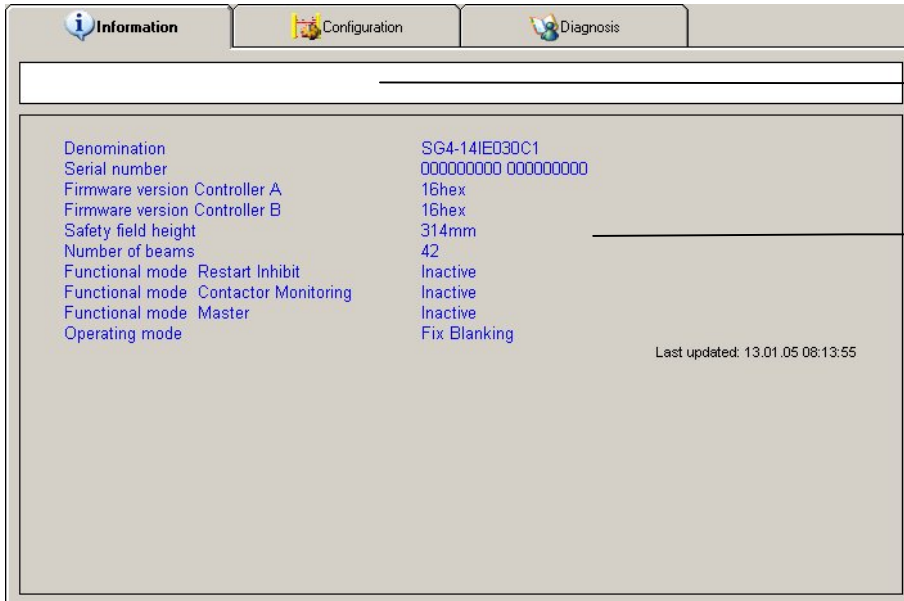 Information Configuration Diagnosis
Denomination SG4-14IE030C1
Serial number 000000000 000000000
Firmware version Controller A 16hex
Firmware version Controller B 16hex
Safety field height 314mm
Number of beams 42
Functional mode Restart Inhibit Inactive
Functional mode Contactor Monitoring Inactive
Functional mode Master Inactive
Operating mode Fix Blanking
Last updated: 13.01.05 08:13:55